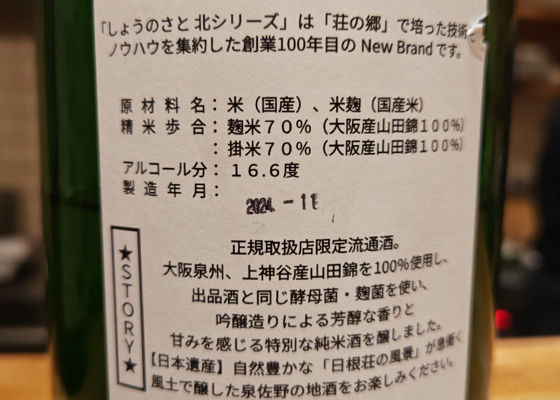 「しょうのさと 北シリーズ」は「荘の郷」で培った技術と
ノウハウを集約した創業100年目の New Brand です。
原材料名：米（国産）、米麹（国産米）
精米歩合：麹米７０％（大阪産山田錦１００％）
：掛米７０％（大阪産山田錦１００％）
アルコール分：１６.６度
製造年月：
2024.-11
正規取扱店限定流通酒。
大阪泉州、上神谷産山田錦を100％使用し、
出品酒と同じ酵母菌・麹菌を使い、
吟醸造りによる芳醇な香りと
甘みを感じる特別な純米酒を醸しました。
【日本遺産】自然豊かな「日根荘の風景」が息衝く
風土で醸した泉佐野の地酒をお楽しみください。
★STORY★